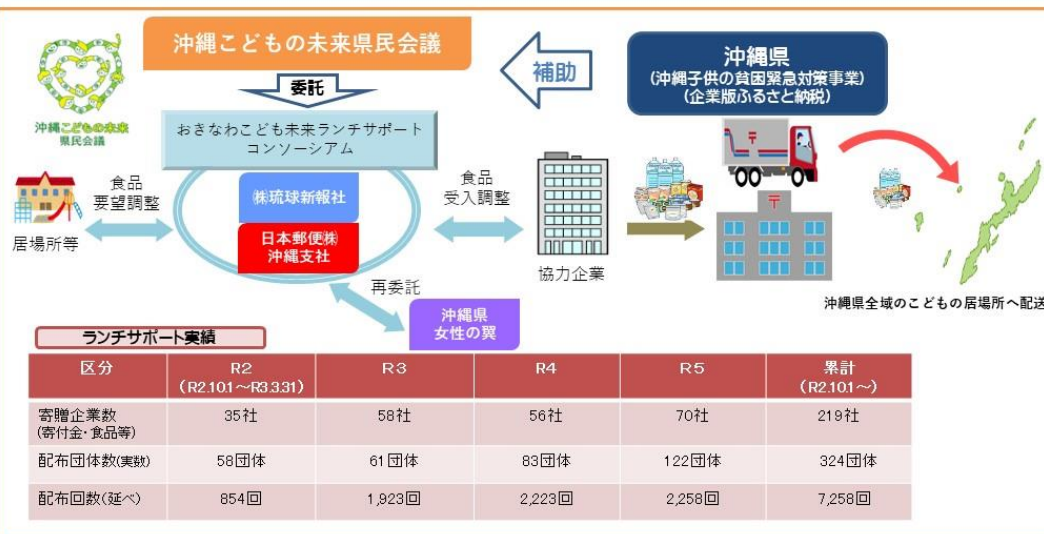 沖縄こどもの未来県民会議
補助
沖縄県
(沖縄子供の貧困緊急対策事業)
(企業版ふるさと納税)
委託
沖縄こどもの未来
県民会議
おきなわこども未来ランチサポート
コンソーシアム
食品
要望調整
居場所等
㈱琉球新報社
日本郵便㈱
沖縄支社
食品
受入調整
協力企業
〒
〒
再委託
沖縄県
女性の翼
沖縄県全域のこどもの居場所へ配送
ランチサポート実績
区分 R2 R3 R4 R5 累計
(R2.10.1～R3.3.31) (R2.10.1～)
寄贈企業数 35社 58社 56社 70社 219社
(寄付金・食品等)
配布団体数(実数) 58団体 61団体 83団体 122団体 324団体
配布回数(延べ) 854回 1,923回 2,223回 2,258回 7,258回